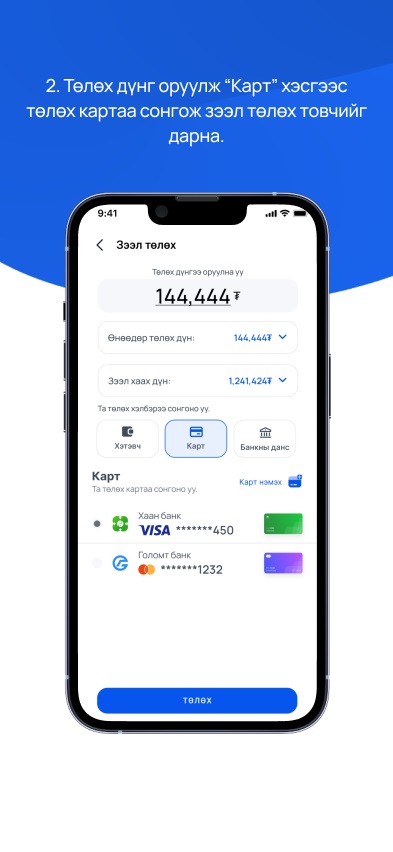 2. Төлөх дүнг оруулж “Карт” хэсгээс
төлөх картаа сонгож зээл төлөх товчийг
дарна.
9:41
Зээл төлөх
Төлөх дүнгээ оруулна уу
144,444₮
Өнөөдөр төлөх дүн: 144,444₮
Зээл хаах дүн: 1,241,424₮
Та төлөх хэлбэрээ сонгоно уу.
Хэтэвч Карт Банкны данс
Карт
Та төлөх картаа сонгоно уу.
Карт нэмэх
Хаан банк
VISA *******450
Голомт банк
*******1232
төлөх